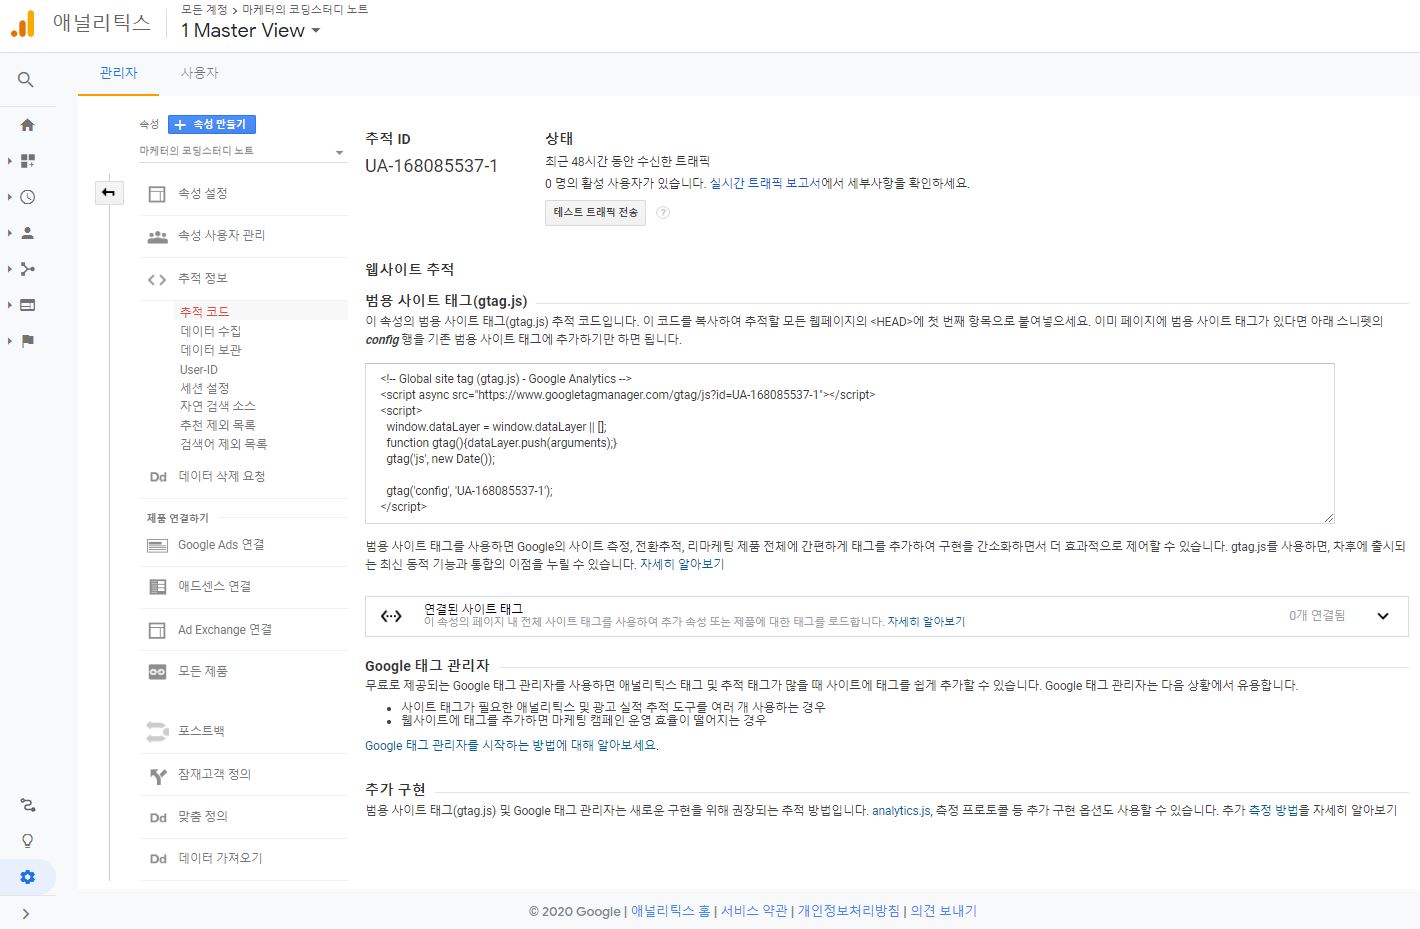 애널리틱스
모든 계정 > 마케터의 코딩스터디 노트
1 Master View
관리자
사용자
속성
+ 속성 만들기
마케터의 코딩스터디 노트
속성 설정
속성 사용자 관리
<> 추적 정보
추적 코드
데이터 수집
데이터 보관
User-ID
세션 설정
자연 검색 소스
추천 제외 목록
검색어 제외 목록
Dd 데이터 삭제 요청
제품 연결하기
Google Ads 연결
애드센스 연결
Ad Exchange 연결
모든 제품
포스트백
잠재고객 정의
Dd 맞춤 정의
Dd 데이터 가져오기
추적 ID
UA-168085537-1
상태
최근 48시간 동안 수신한 트래픽
0 명의 활성 사용자가 있습니다. 실시간 트래픽 보고서에서 세부사항을 확인하세요.
테스트 트래픽 전송
?
웹사이트 추적
범용 사이트 태그(gtag.js)
이 속성의 범용 사이트 태그(gtag.js) 추적 코드입니다. 이 코드를 복사하여 추적할 모든 웹페이지의 <HEAD>에 첫 번째 항목으로 붙여넣으세요. 이미 페이지에 범용 사이트 태그가 있다면 아래 스니펫의
config 행을 기존 범용 사이트 태그에 추가하기만 하면 됩니다.
<!-- Global site tag (gtag.js) - Google Analytics -->
<script async src="https://www.googletagmanager.com/gtag/js?id=UA-168085537-1"></script>
<script>
window.dataLayer = window.dataLayer || [];
function gtag(){dataLayer.push(arguments);}
gtag('js', new Date());
gtag('config', 'UA-168085537-1');
</script>
범용 사이트 태그를 사용하면 Google의 사이트 측정, 전환추적, 리마케팅 제품 전체에 간편하게 태그를 추가하여 구현을 간소화하면서 더 효과적으로 제어할 수 있습니다. gtag.js를 사용하면, 차후에 출시되
는 최신 동적 기능과 통합의 이점을 누릴 수 있습니다. 자세히 알아보기
연결된 사이트 태그
이 속성의 페이지 내 전체 사이트 태그를 사용하여 추가 속성 또는 제품에 대한 태그를 로드합니다. 자세히 알아보기
0개 연결됨
Google 태그 관리자
무료로 제공되는 Google 태그 관리자를 사용하면 애널리틱스 태그 및 추적 태그가 많을 때 사이트에 태그를 쉽게 추가할 수 있습니다. Google 태그 관리자는 다음 상황에서 유용합니다.
• 사이트 태그가 필요한 애널리틱스 및 광고 실적 추적 도구를 여러 개 사용하는 경우
• 웹사이트에 태그를 추가하면 마케팅 캠페인 운영 효율이 떨어지는 경우
Google 태그 관리자를 시작하는 방법에 대해 알아보세요.
추가 구현
범용 사이트 태그(gtag.js) 및 Google 태그 관리자는 새로운 구현을 위해 권장되는 추적 방법입니다. analytics.js, 측정 프로토콜 등 추가 구현 옵션도 사용할 수 있습니다. 추가 측정 방법을 자세히 알아보기
© 2020 Google | 애널리틱스 홈 | 서비스 약관 | 개인정보처리방침 | 의견 보내기